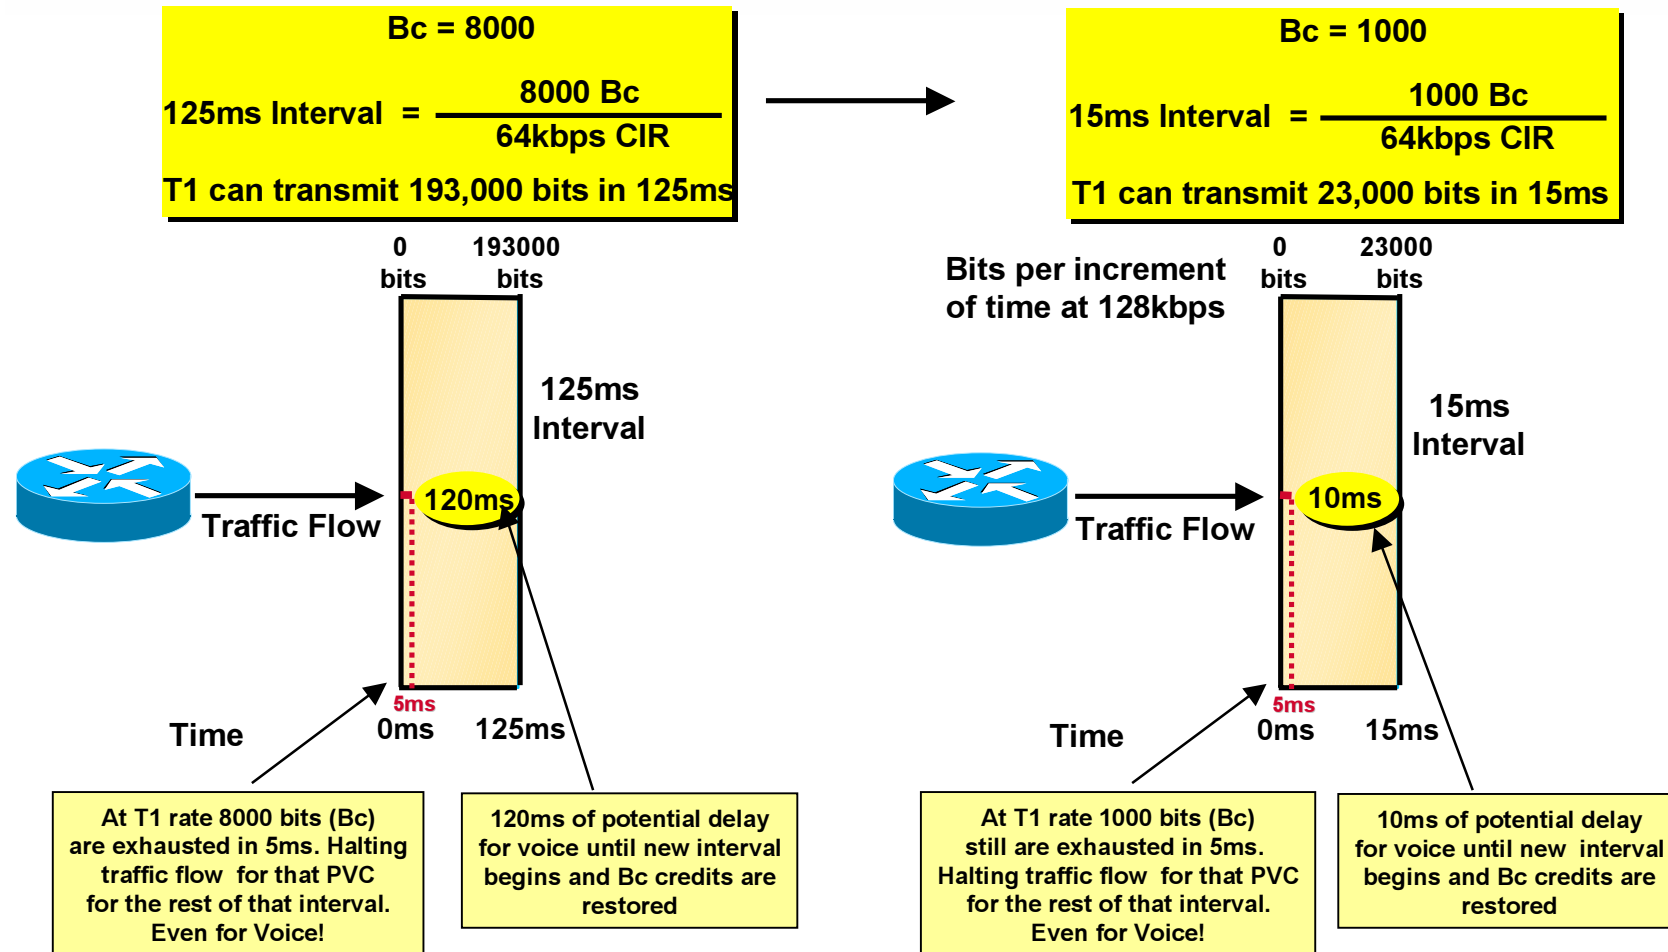 Bc = 8000
125ms Interval =
8000 Bc
64kbps CIR
T1 can transmit 193,000 bits in 125ms
Bc = 1000
15ms Interval =
1000 Bc
64kbps CIR
T1 can transmit 23,000 bits in 15ms
0
bits
193000
bits
125ms
Interval
120ms
Traffic Flow
5ms
0ms
125ms
Time
At T1 rate 8000 bits (Bc)
are exhausted in 5ms. Halting
traffic flow for that PVC
for the rest of that interval.
Even for Voice!
120ms of potential delay
for voice until new interval
begins and Bc credits are
restored
Bits per increment
of time at 128kbps
0
bits
23000
bits
15ms
Interval
10ms
Traffic Flow
5ms
0ms
15ms
Time
At T1 rate 1000 bits (Bc)
still are exhausted in 5ms.
Halting traffic flow for that PVC
for the rest of that interval.
Even for Voice!
10ms of potential delay
for voice until new interval
begins and Bc credits are
restored